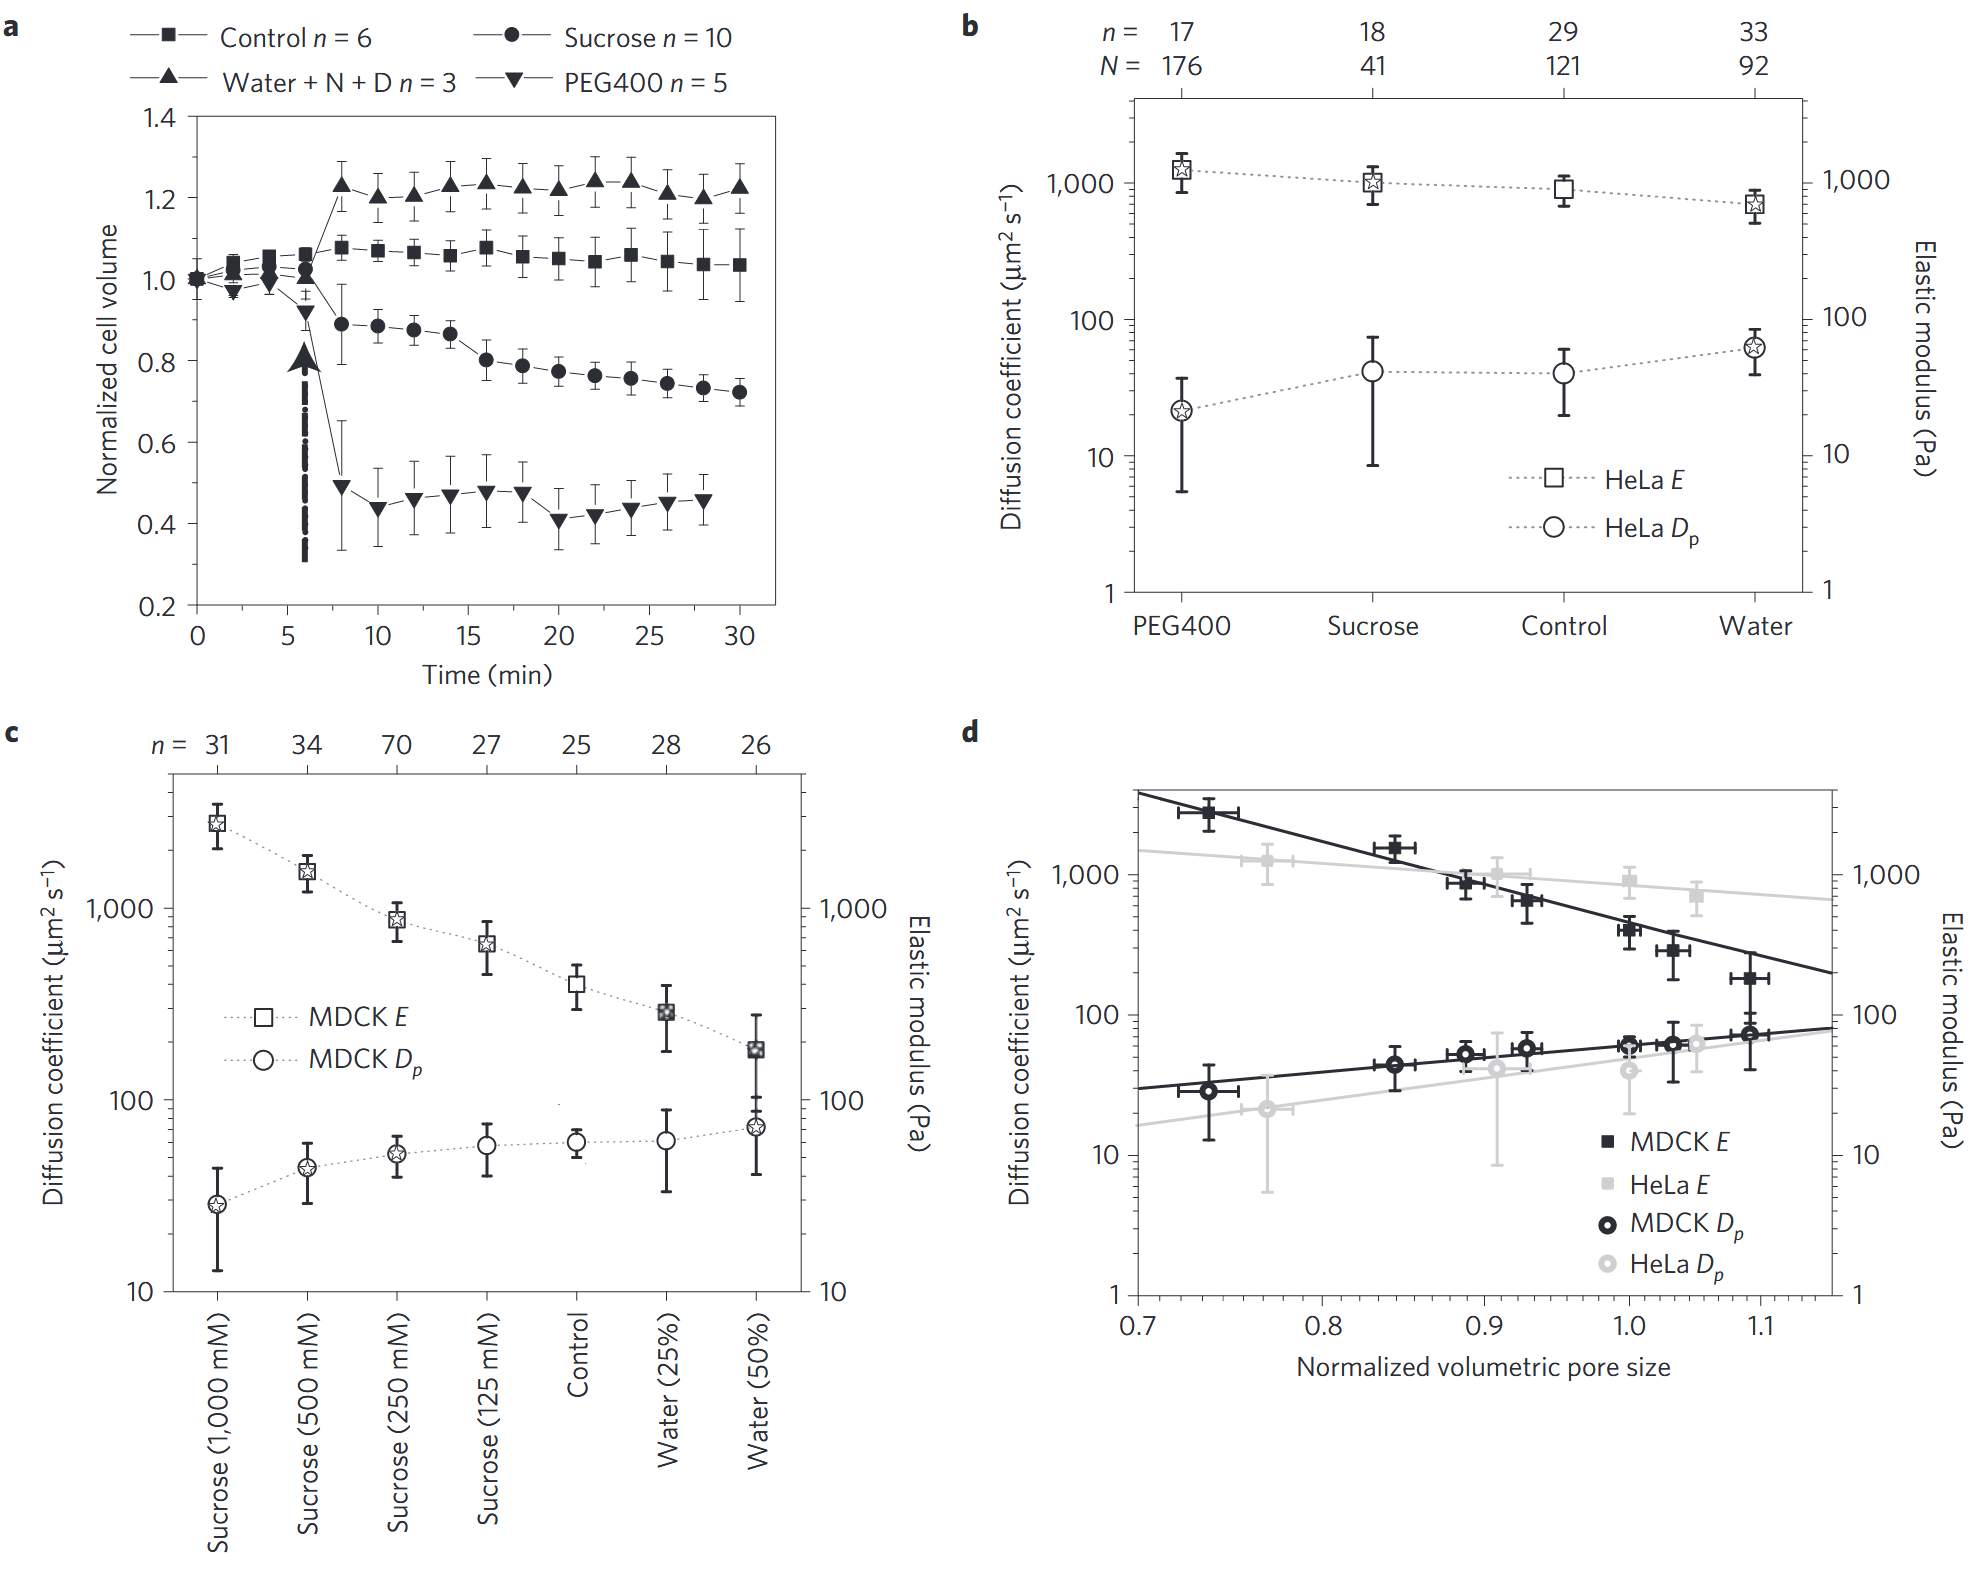 a
Control n = 6
Sucrose n = 10
Water + N + D n = 3
PEG400 n = 5
1.4
1.2
1.0
0.8
0.6
0.4
0.2
Normalized cell volume
0 5 10 15 20 25 30
Time (min)
b
n = 17 18 29 33
N = 176 41 121 92
1,000
100
10
1
Diffusion coefficient (μm² s⁻¹)
1,000
100
10
1
Elastic modulus (Pa)
HeLa E
HeLa Dp
PEG400 Sucrose Control Water
c
n = 31 34 70 27 25 28 26
1,000
100
10
Diffusion coefficient (μm² s⁻¹)
1,000
100
10
Elastic modulus (Pa)
MDCK E
MDCK Dp
Sucrose (1,000 mM)
Sucrose (500 mM)
Sucrose (250 mM)
Sucrose (125 mM)
Control
Water (25%)
Water (50%)
d
1,000
100
10
1
Diffusion coefficient (μm² s⁻¹)
1,000
100
10
1
Elastic modulus (Pa)
MDCK E
HeLa E
MDCK Dp
HeLa Dp
0.7 0.8 0.9 1.0 1.1
Normalized volumetric pore size